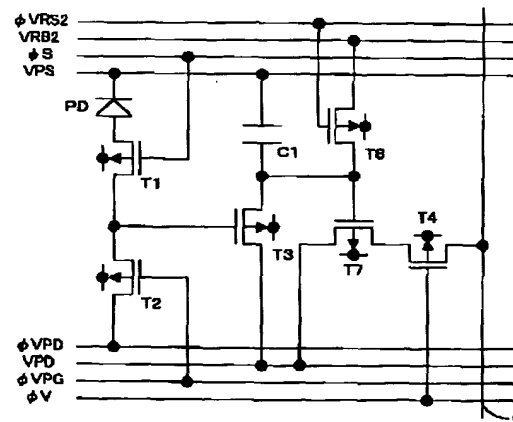 φVRS2
VRB2
φS
VPS
PD
T1
C1
T6
T4
T3
T7
T2
φVPD
VPD
φVPG
φV